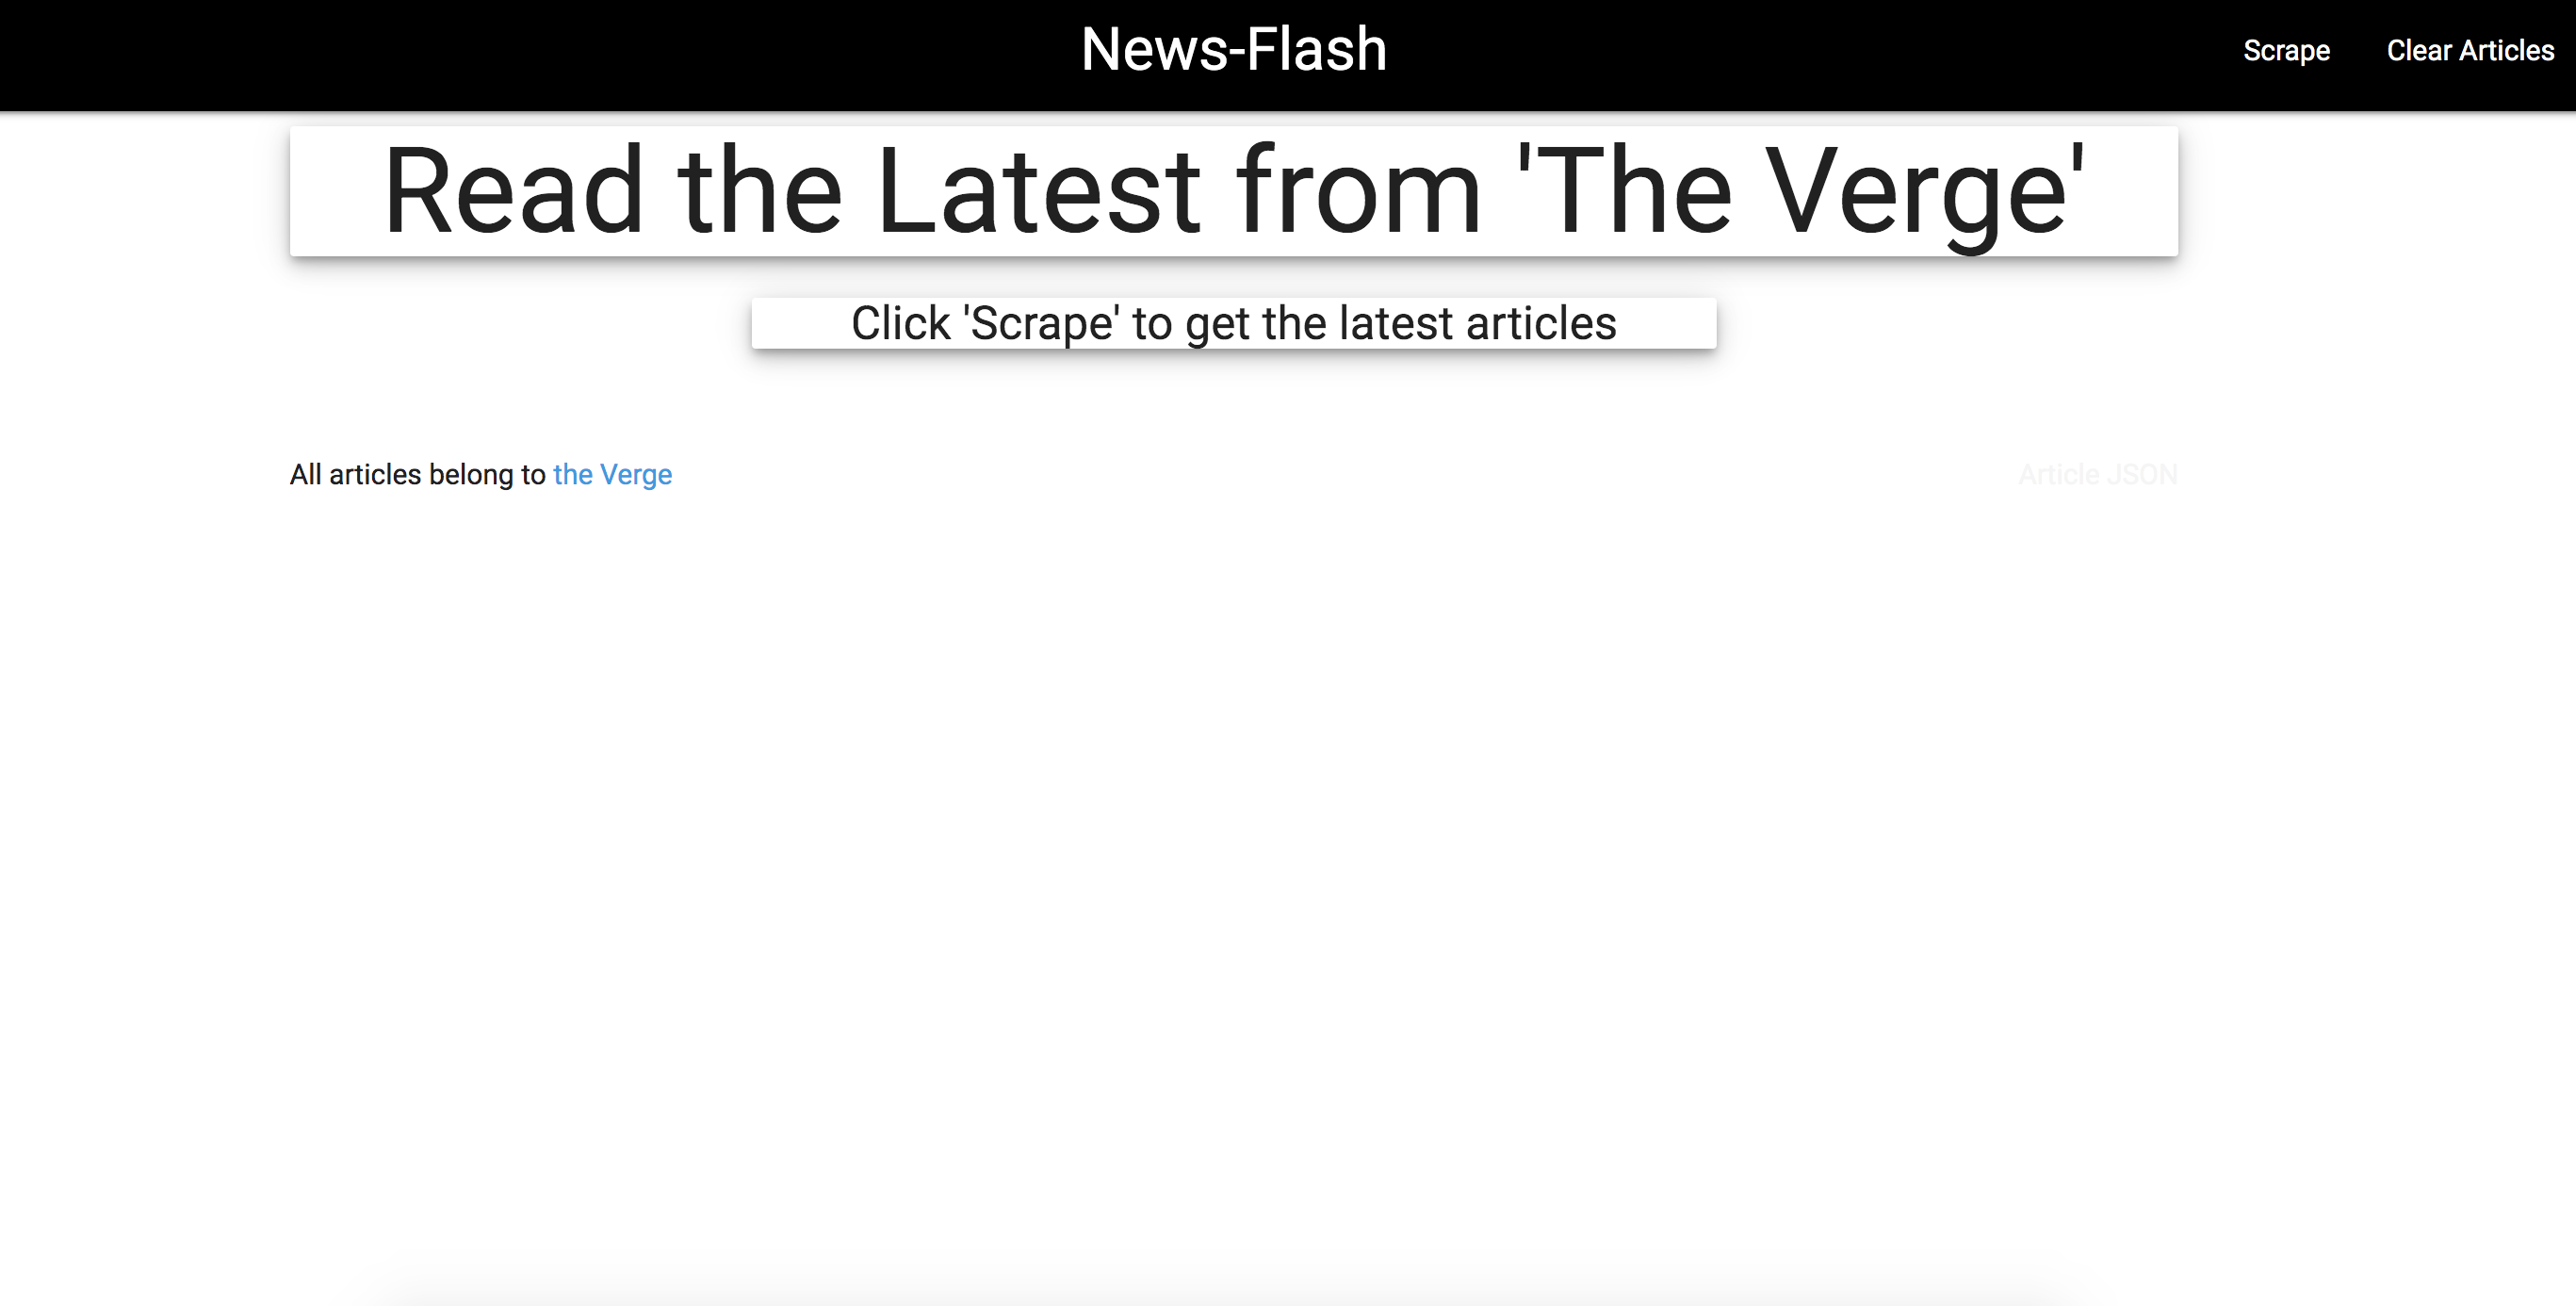 News-Flash
Scrape
Clear Articles
Read the Latest from 'The Verge'
Click 'Scrape' to get the latest articles
All articles belong to the Verge
Article JSON